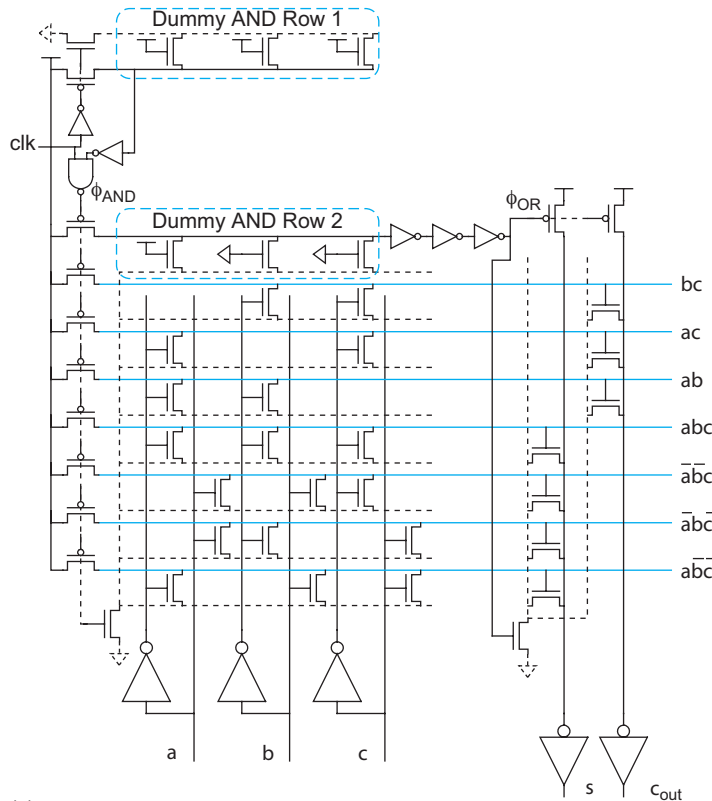 Dummy AND Row 1
clk
ϕAND
Dummy AND Row 2
ϕOR
bc
ac
ab
abc
a̅b̅c
a̅bc̅
ab̅c̅
a b c
s cout